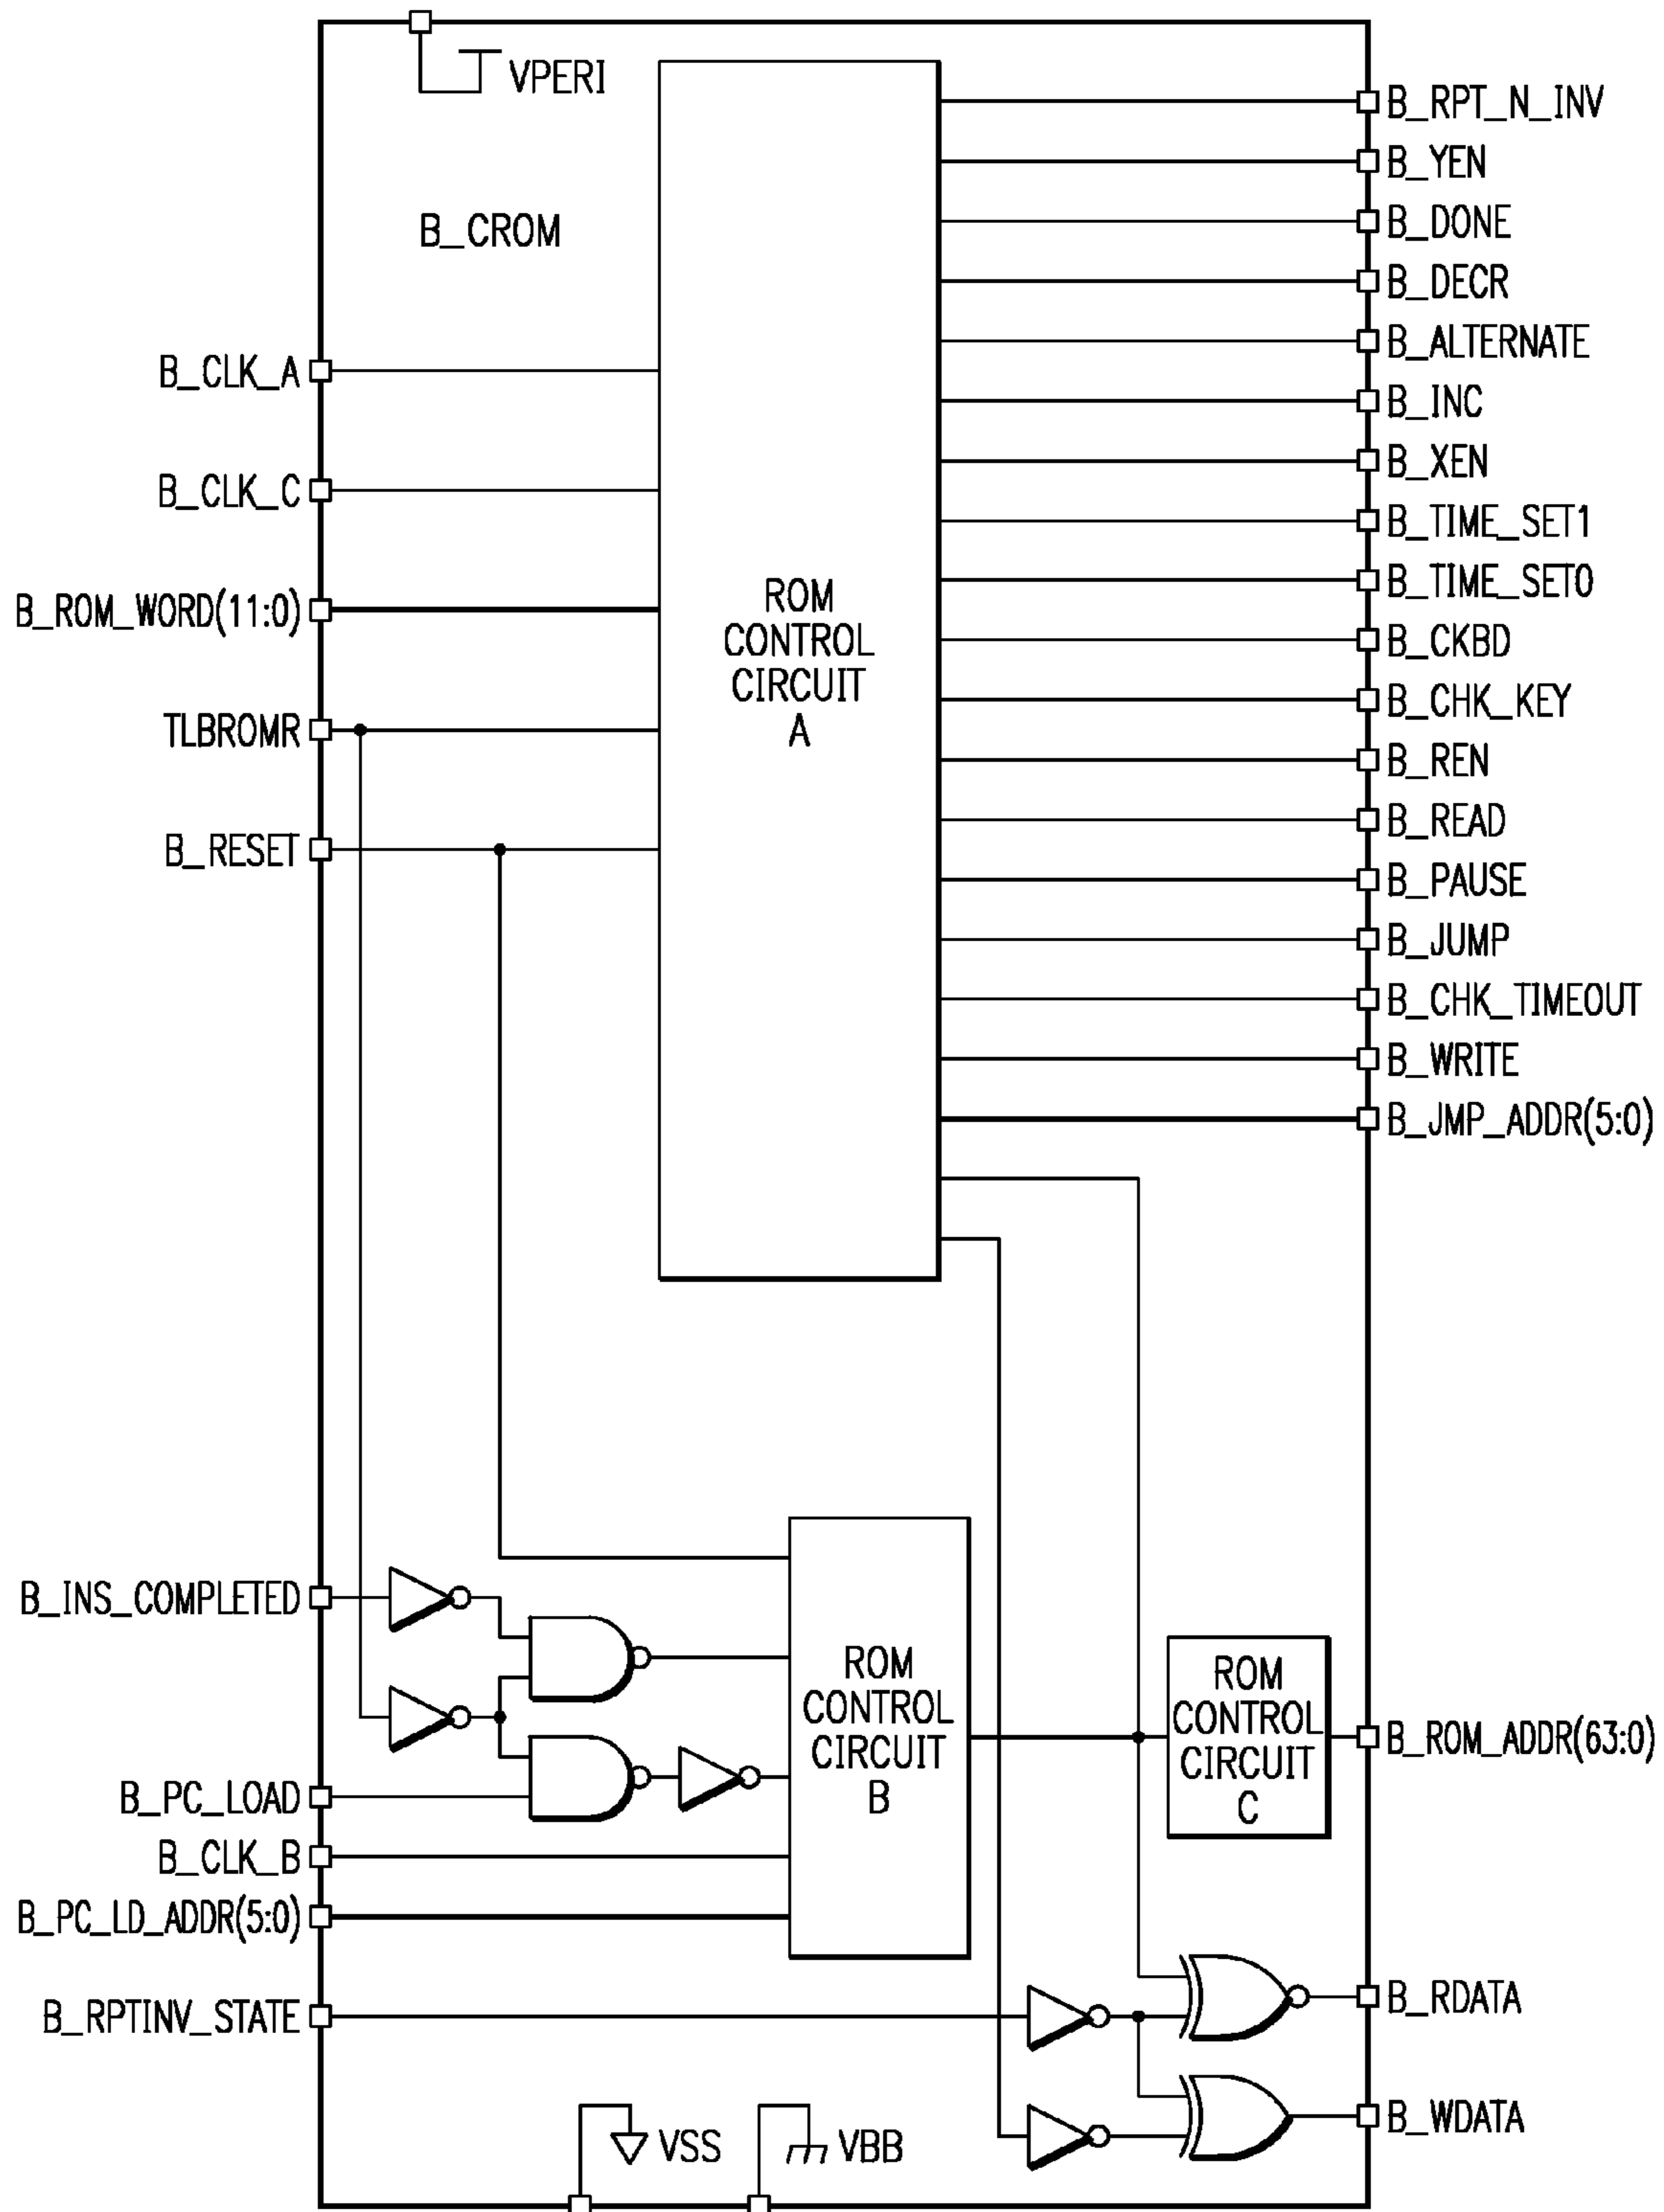 VPERI
B_CROM
B_CLK_A
B_CLK_C
B_ROM_WORD(11:0)
TLBROMR
B_RESET
ROM
CONTROL
CIRCUIT
A
B_RPT_N_INV
B_YEN
B_DONE
B_DECR
B_ALTERNATE
B_INC
B_XEN
B_TIME_SET1
B_TIME_SET0
B_CKBD
B_CHK_KEY
B_REN
B_READ
B_PAUSE
B_JUMP
B_CHK_TIMEOUT
B_WRITE
B_JMP_ADDR(5:0)
B_INS_COMPLETED
B_PC_LOAD
B_CLK_B
B_PC_LD_ADDR(5:0)
B_RPTINV_STATE
ROM
CONTROL
CIRCUIT
B
ROM
CONTROL
CIRCUIT
C
B_ROM_ADDR(63:0)
B_RDATA
B_WDATA
VSS
VBB